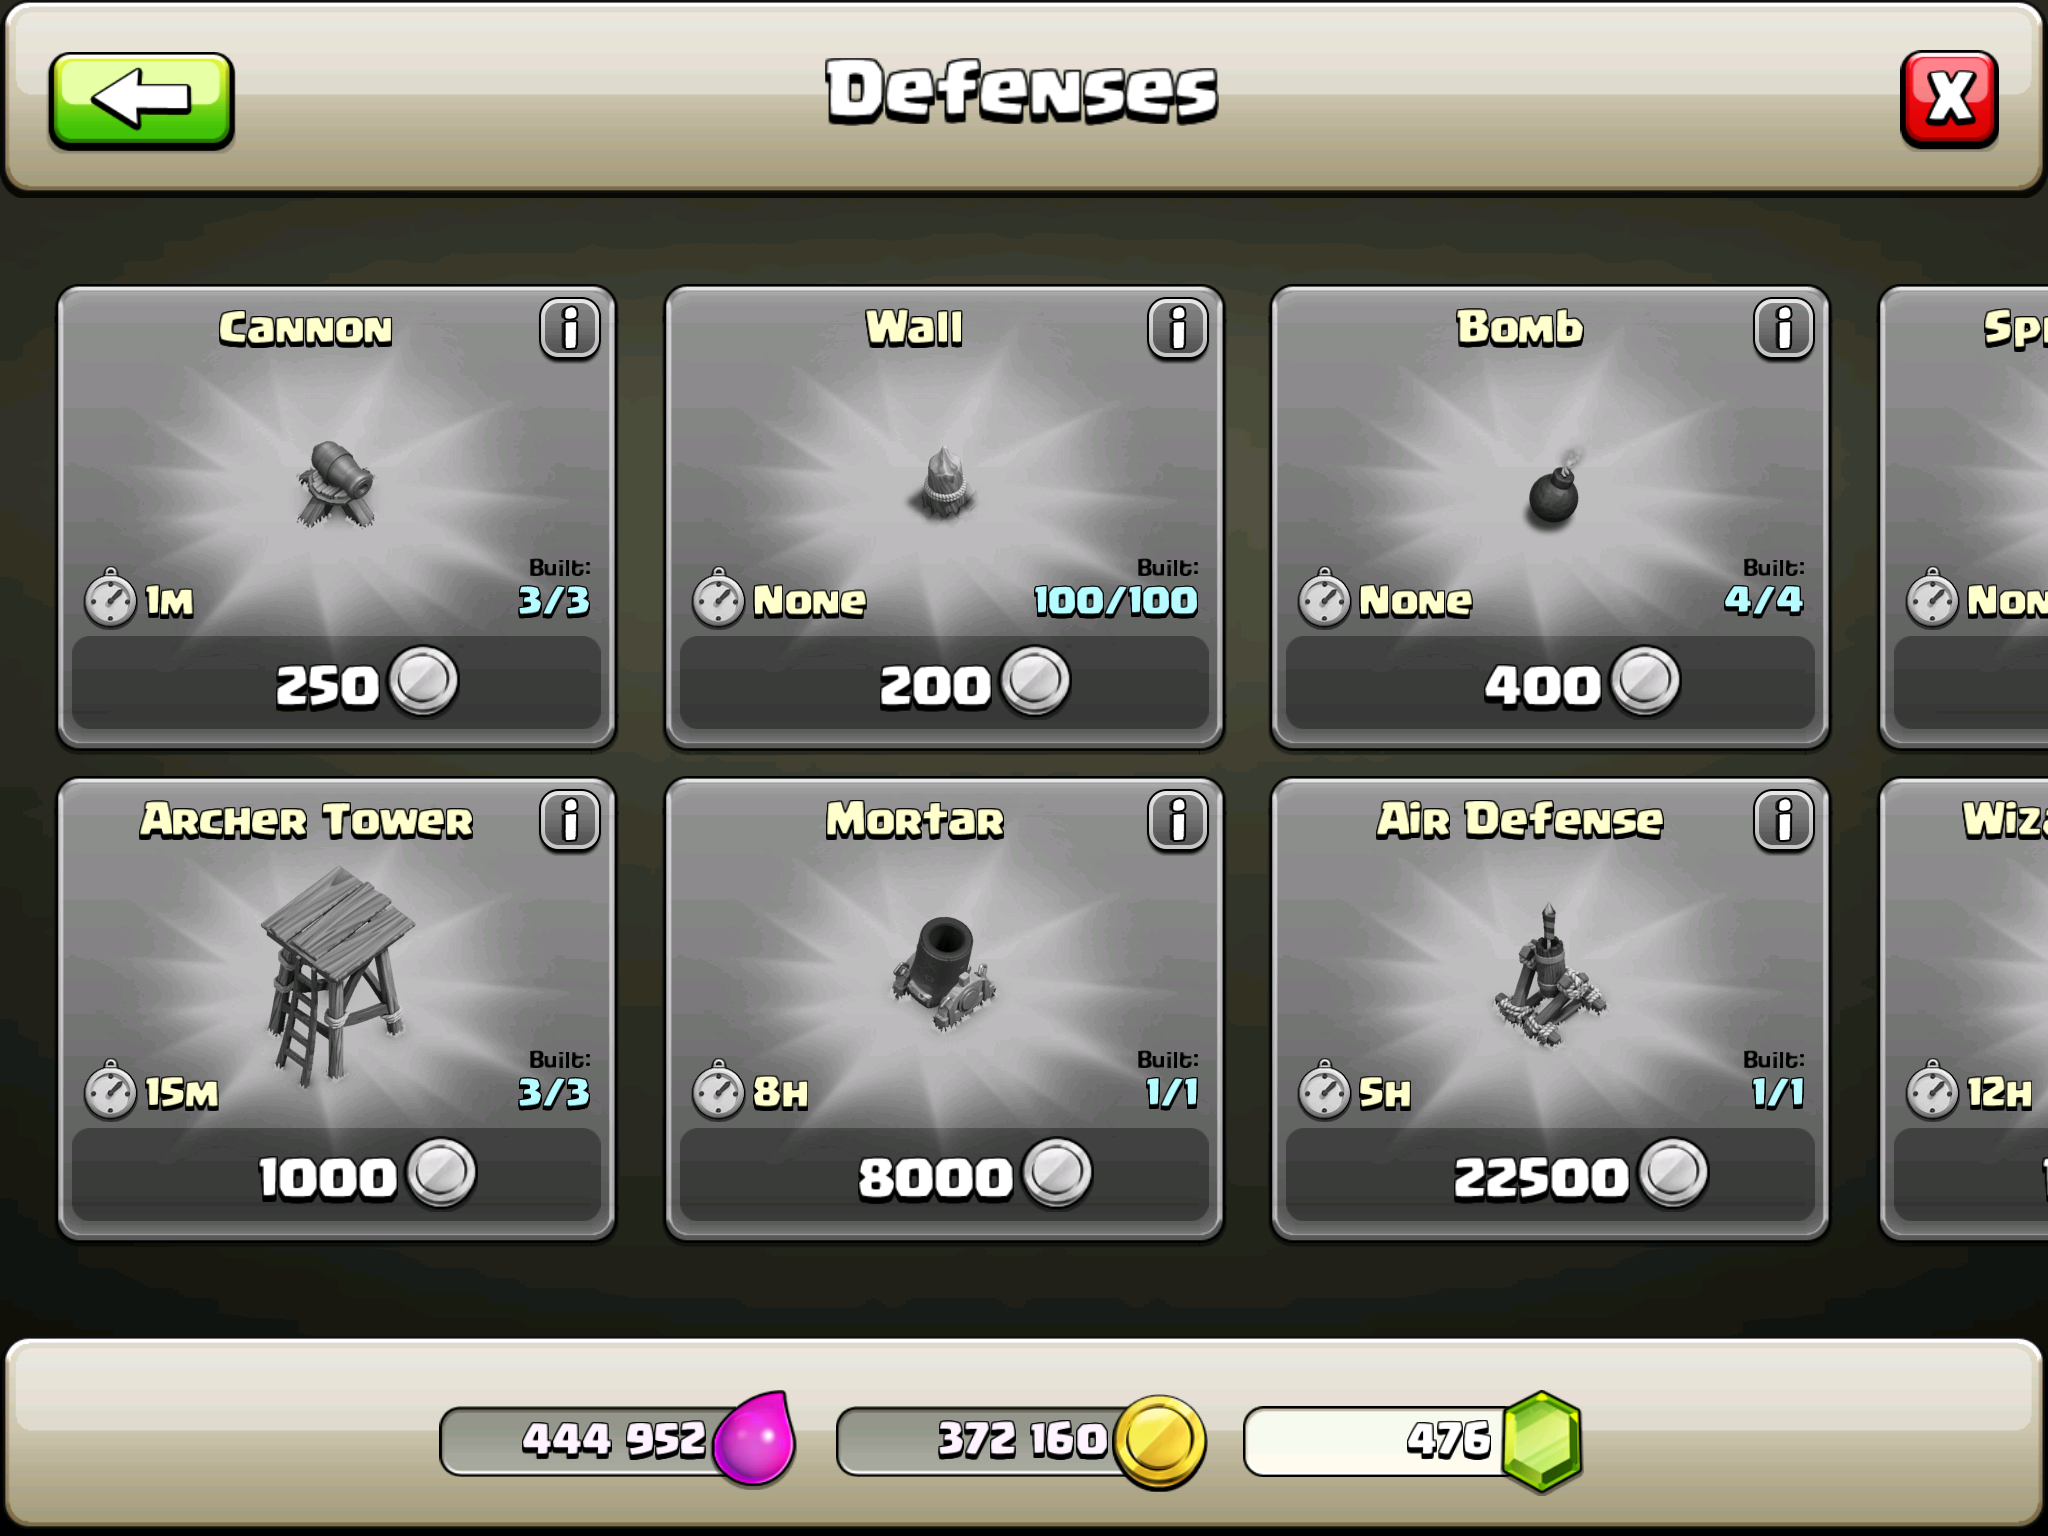 Defenses
X
Cannon
i
1M
Built:
3/3
250
Wall
i
None
Built:
100/100
200
Bomb
i
None
Built:
4/4
400
Archer Tower
i
15M
Built:
3/3
1000
Mortar
i
8H
Built:
1/1
8000
Air Defense
i
5H
Built:
1/1
22500
12H
444 952
372 160
476